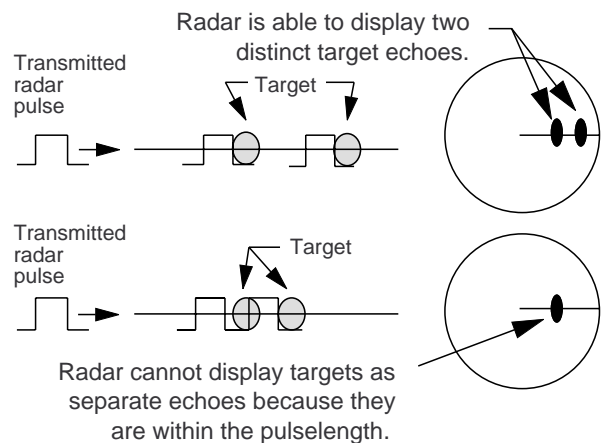 Radar is able to display two
distinct target echoes.
Transmitted
radar
pulse
Target
Transmitted
radar
pulse
Target
Radar cannot display targets as
separate echoes because they
are within the pulselength.